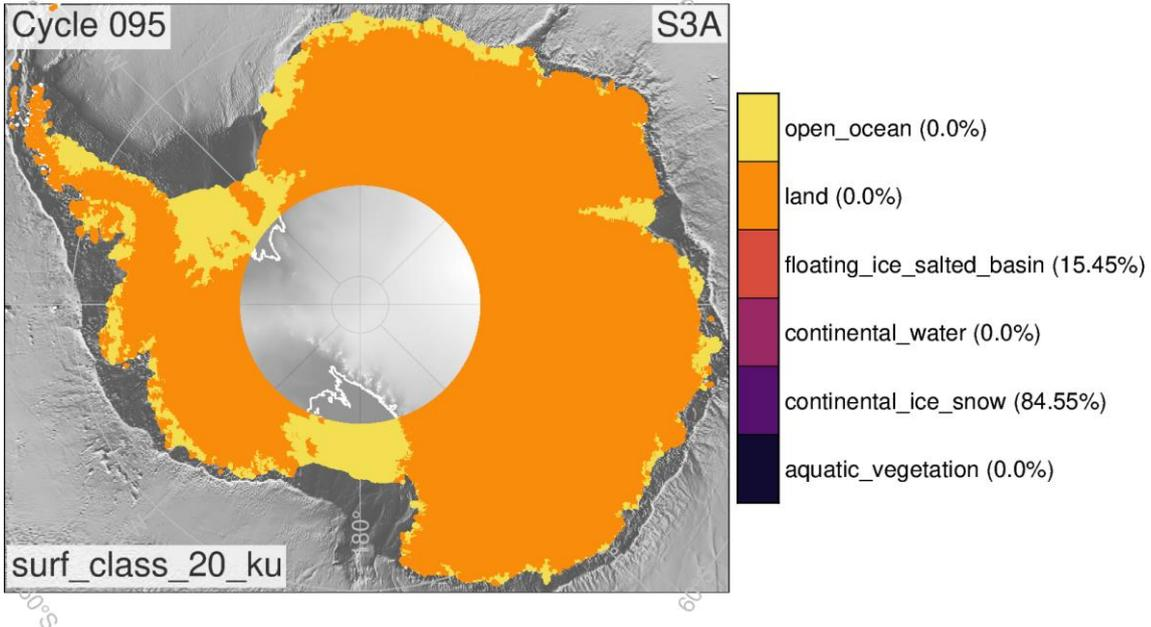 Cycle 095
S3A
open_ocean (0.0%)
land (0.0%)
floating_ice_salted_basin (15.45%)
continental_water (0.0%)
continental_ice_snow (84.55%)
aquatic_vegetation (0.0%)
180°
surf_class_20_ku